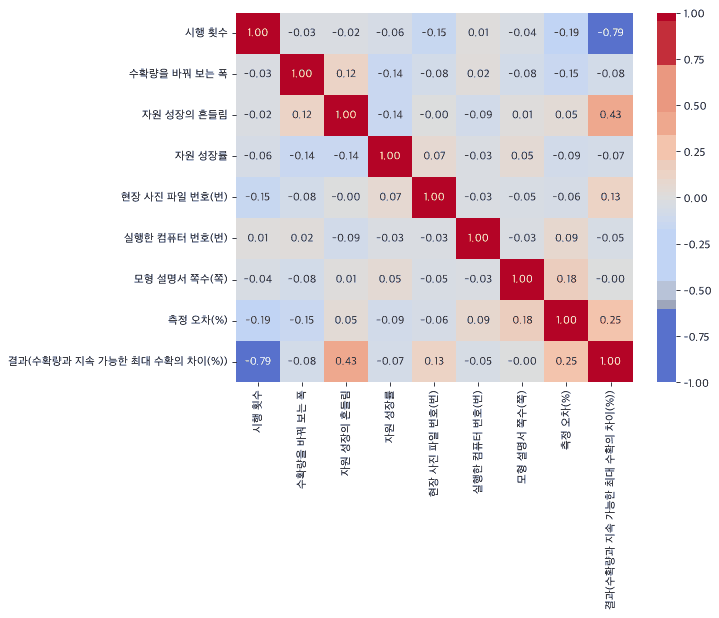 시행 횟수 1.00 -0.03 -0.02 -0.06 -0.15 0.01 -0.04 -0.19 -0.79
수확량을 바꿔 보는 폭 -0.03 1.00 0.12 -0.14 -0.08 0.02 -0.08 -0.15 -0.08
자원 성장의 흔들림 -0.02 0.12 1.00 -0.14 -0.00 -0.09 0.01 0.05 0.43
자원 성장률 -0.06 -0.14 -0.14 1.00 0.07 -0.03 0.05 -0.09 -0.07
현장 사진 파일 번호(번) -0.15 -0.08 -0.00 0.07 1.00 -0.03 -0.05 -0.06 0.13
실행한 컴퓨터 번호(번) 0.01 0.02 -0.09 -0.03 -0.03 1.00 -0.03 0.09 -0.05
모형 설명서 쪽수(쪽) -0.04 -0.08 0.01 0.05 -0.05 -0.03 1.00 0.18 -0.00
측정 오차(%) -0.19 -0.15 0.05 -0.09 -0.06 0.09 0.18 1.00 0.25
결과(수확량과 지속 가능한 최대 수확의 차이(%)) -0.79 -0.08 0.43 -0.07 0.13 -0.05 -0.00 0.25 1.00
시행 횟수
수확량을 바꿔 보는 폭
자원 성장의 흔들림
자원 성장률
현장 사진 파일 번호(번)
실행한 컴퓨터 번호(번)
모형 설명서 쪽수(쪽)
측정 오차(%)
결과(수확량과 지속 가능한 최대 수확의 차이(%))
1.00
0.75
0.50
0.25
0.00
-0.25
-0.50
-0.75
-1.00